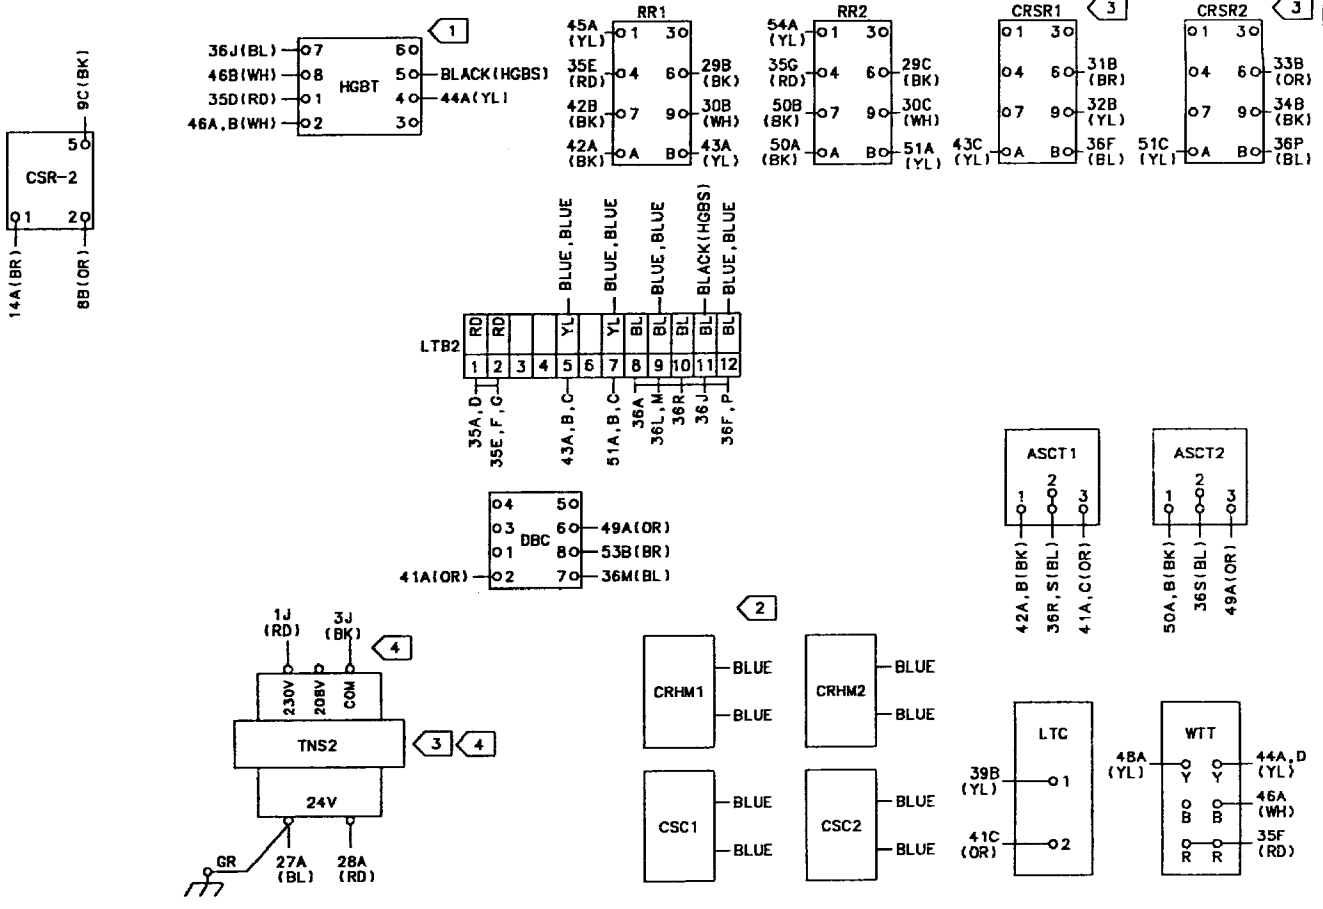 RR1
RR2
CRSR1
3
CRSR2
3
1
36J(BL)
7
6
46B(WH)
8
5
BLACK(HGBS)
HGBT
35D(RD)
1
4
44A(YL)
46A,B(WH)
2
3
45A
(YL)
1
3
35E
(RD)
4
6
29B
(BK)
42B
(BK)
7
9
30B
(WH)
42A
(BK)
A
B
43A
(YL)
54A
(YL)
1
3
35G
(RD)
4
6
29C
(BK)
50B
(BK)
7
9
30C
(WH)
50A
(BK)
A
B
51A
(YL)
1
3
4
6
31B
(BR)
7
9
32B
(YL)
43C
(YL)
A
B
36F
(BL)
1
3
4
6
33B
(OR)
7
9
34B
(BK)
51C
(YL)
A
B
36P
(BL)
9C(BK)
5
CSR-2
1
2
14A(BR)
8B(OR)
BLUE,BLUE
BLUE,BLUE
BLUE,BLUE
BLACK(HGBS)
BLUE,BLUE
LTB2
RD
RD
YL
YL
BL
BL
BL
BL
BL
1
2
3
4
5
6
7
8
9
10
11
12
35A,D
35E,F,G
43A,B,C
51A,B,C
36A
36L,M
36R
36J
36F,P
4
5
3
6
49A(OR)
DBC
1
8
53B(BR)
41A(OR)
2
7
36M(BL)
ASCT1
1
2
3
42A,B(BK)
36R,S(BL)
41A,C(OR)
ASCT2
1
2
3
50A,B(BK)
36S(BL)
49A(OR)
1J
(RD)
3J
(BK)
4
230V
208V
COM
TNS2
3
4
24V
GR
27A
(BL)
28A
(RD)
2
CRHM1
BLUE
BLUE
CRHM2
BLUE
BLUE
CSC1
BLUE
BLUE
CSC2
BLUE
BLUE
LTC
39B
(YL)
1
41C
(OR)
2
WTT
48A
(YL)
Y
Y
44A,D
(YL)
B
B
46A
(WH)
R
R
35F
(RD)